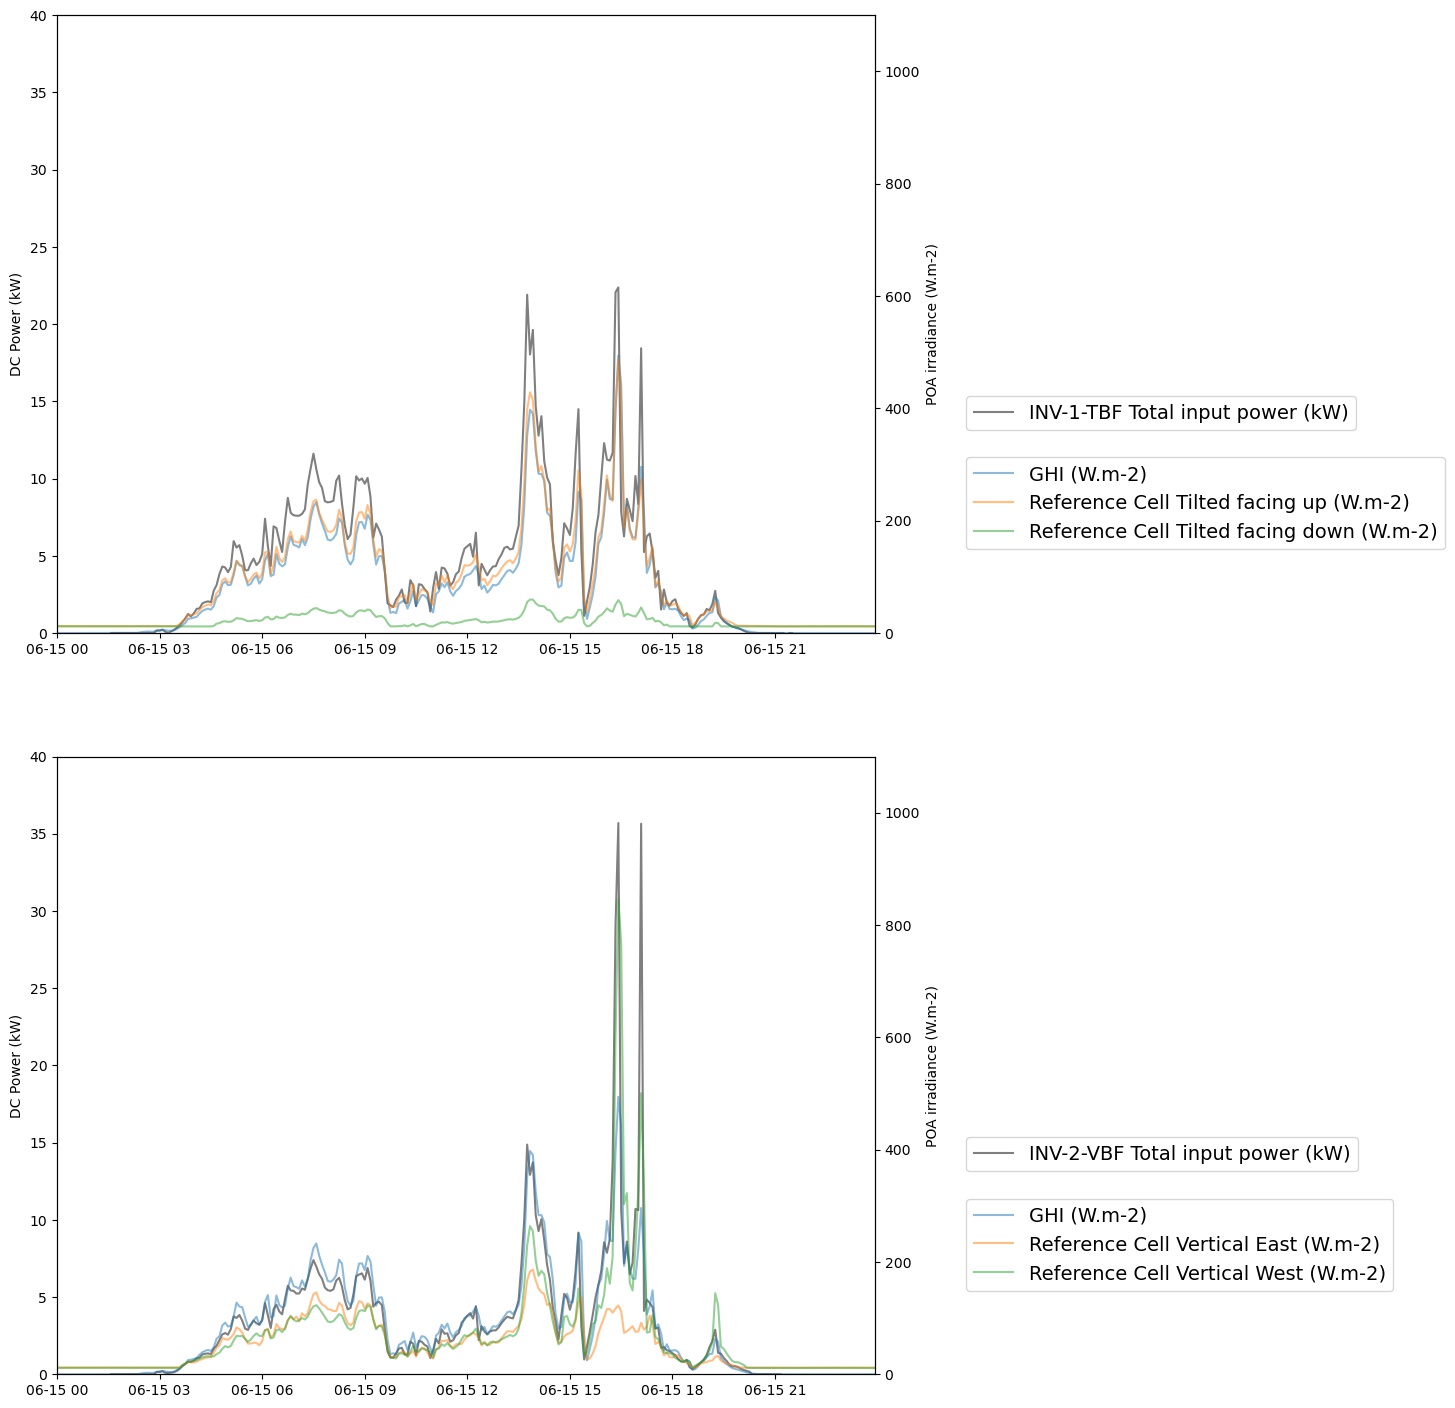 40
35
30
25
20
15
10
5
0
DC Power (kW)
1000
800
600
400
200
0
POA irradiance (W.m-2)
06-15 00 06-15 03 06-15 06 06-15 09 06-15 12 06-15 15 06-15 18 06-15 21
INV-1-TBF Total input power (kW)
GHI (W.m-2)
Reference Cell Tilted facing up (W.m-2)
Reference Cell Tilted facing down (W.m-2)
40
35
30
25
20
15
10
5
0
DC Power (kW)
1000
800
600
400
200
0
POA irradiance (W.m-2)
06-15 00 06-15 03 06-15 06 06-15 09 06-15 12 06-15 15 06-15 18 06-15 21
INV-2-VBF Total input power (kW)
GHI (W.m-2)
Reference Cell Vertical East (W.m-2)
Reference Cell Vertical West (W.m-2)